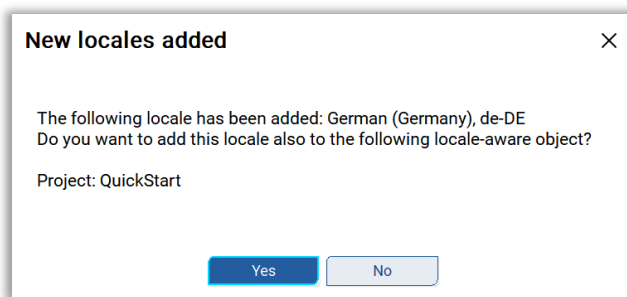 New locales added
The following locale has been added: German (Germany), de-DE
Do you want to add this locale also to the following locale-aware object?
Project: QuickStart
Yes
No